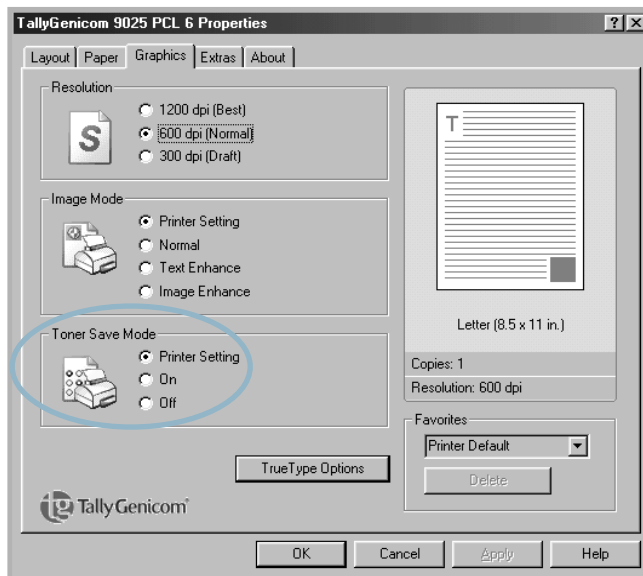 TallyGenicom 9025 PCL 6 Properties
Layout
Paper
Graphics
Extras
About
Resolution
S
1200 dpi (Best)
600 dpi (Normal)
300 dpi (Draft)
Image Mode
Printer Setting
Normal
Text Enhance
Image Enhance
Toner Save Mode
Printer Setting
On
Off
TrueType Options
tg TallyGenicom
T
Letter (8.5 x 11 in.)
Copies: 1
Resolution: 600 dpi
Favorites
Printer Default
Delete
OK
Cancel
Apply
Help